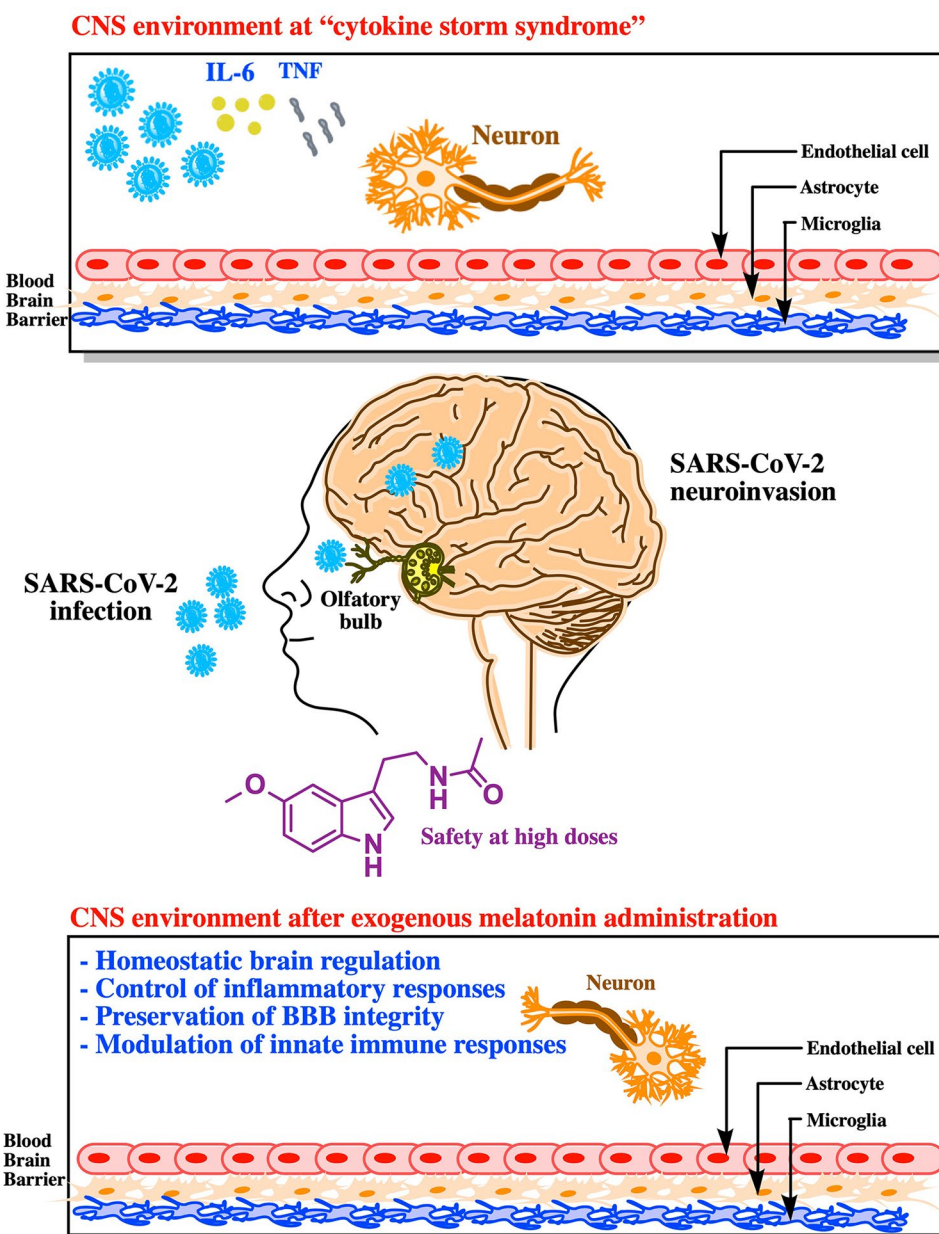 CNS environment at “cytokine storm syndrome”
IL-6
TNF
Neuron
Endothelial cell
Astrocyte
Microglia
Blood
Brain
Barrier
SARS-CoV-2
neuroinvasion
SARS-CoV-2
infection
Olfatory
bulb
O
N
H
O
N
H
Safety at high doses
CNS environment after exogenous melatonin administration
- Homeostatic brain regulation
- Control of inflammatory responses
- Preservation of BBB integrity
- Modulation of innate immune responses
Neuron
Endothelial cell
Astrocyte
Microglia
Blood
Brain
Barrier